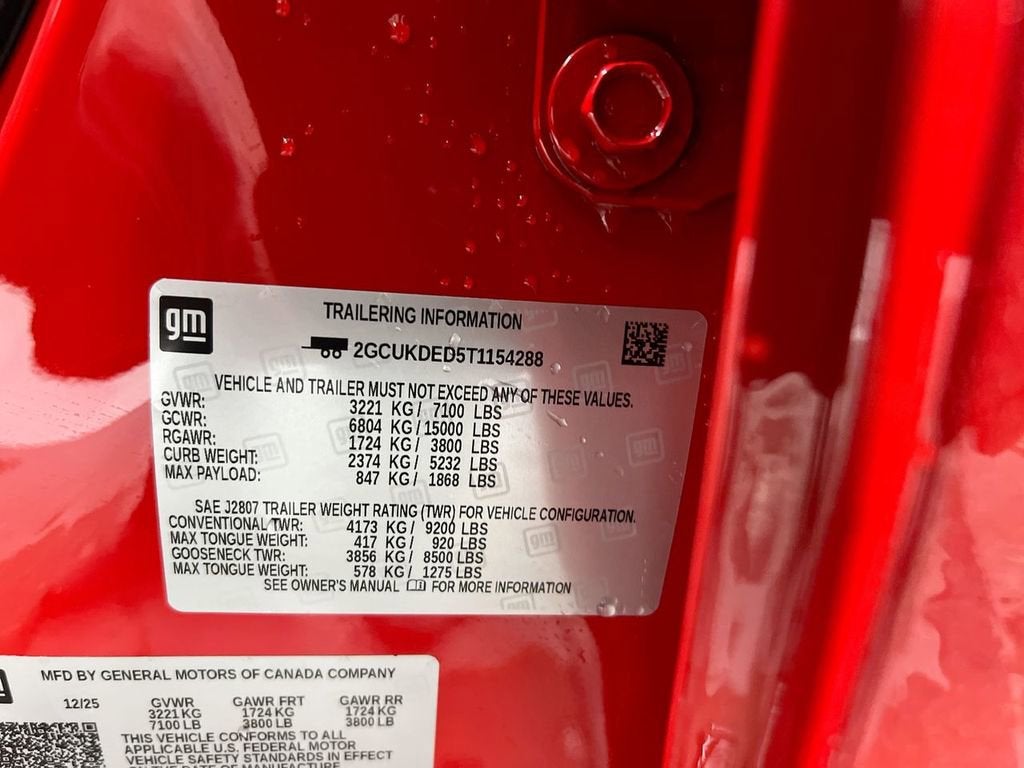 gm
TRAILERING INFORMATION
2GCUKDED5T1154288
VEHICLE AND TRAILER MUST NOT EXCEED ANY OF THESE VALUES.
GVWR: 3221 KG / 7100 LBS
GCWR: 6804 KG / 15000 LBS
RGAWR: 1724 KG / 3800 LBS
CURB WEIGHT: 2374 KG / 5232 LBS
MAX PAYLOAD: 847 KG / 1868 LBS
SAE J2807 TRAILER WEIGHT RATING (TWR) FOR VEHICLE CONFIGURATION.
CONVENTIONAL TWR: 4173 KG / 9200 LBS
MAX TONGUE WEIGHT: 417 KG / 920 LBS
GOOSENECK TWR: 3856 KG / 8500 LBS
MAX TONGUE WEIGHT: 578 KG / 1275 LBS
SEE OWNER'S MANUAL FOR MORE INFORMATION
MFD BY GENERAL MOTORS OF CANADA COMPANY
12/25 GVWR GAWR FRT GAWR RR
3221 KG 1724 KG 1724 KG
7100 LB 3800 LB 3800 LB
THIS VEHICLE CONFORMS TO ALL
APPLICABLE U.S. FEDERAL MOTOR
VEHICLE SAFETY STANDARDS IN EFFECT
ON THE DATE OF MANUFACTURE